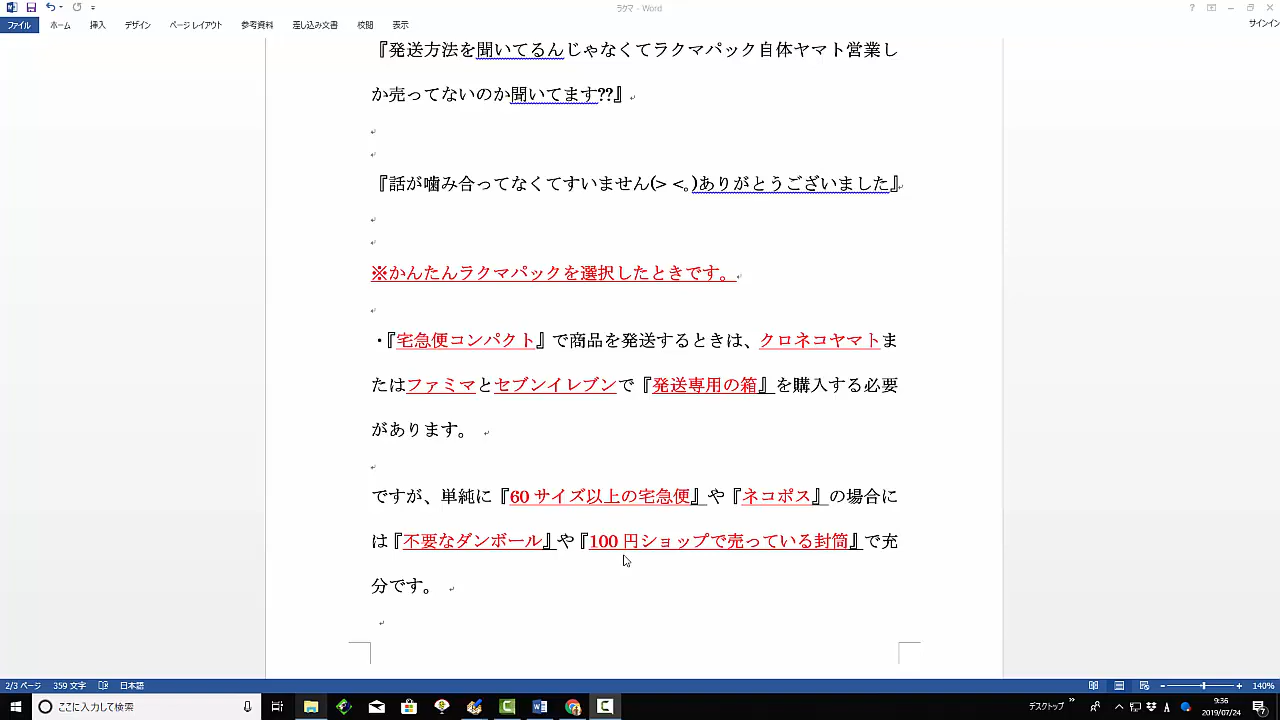 ラクマ - Word
サインイン
ファイル ホーム 挿入 デザイン ページ レイアウト 参考資料 差し込み文書 校閲 表示
『発送方法を聞いてるんじゃなくてラクマパック自体ヤマト営業し
か売ってないのか聞いてます??』
『話が噛み合ってなくてすいません(> <。)ありがとうございました』
※かんたんラクマパックを選択したときです。
・『宅急便コンパクト』で商品を発送するときは、クロネコヤマトま
たはファミマとセブンイレブンで『発送専用の箱』を購入する必要
があります。
ですが、単純に『60 サイズ以上の宅急便』や『ネコポス』の場合に
は『不要なダンボール』や『100 円ショップで売っている封筒』で充
分です。
2/3 ページ 359 文字 日本語 140%
ここに入力して検索
デスクトップ
9:36
2019/07/24